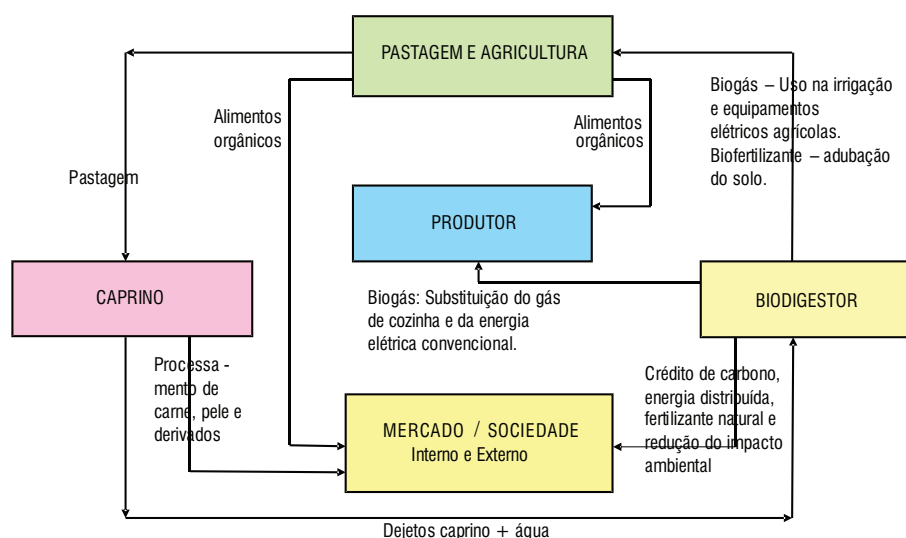 PASTAGEM E AGRICULTURA
Alimentos
orgânicos
Alimentos
orgânicos
Biogás – Uso na irrigação
e equipamentos
elétricos agrícolas.
Biofertilizante – adubação
do solo.
Pastagem
PRODUTOR
CAPRINO
Biogás: Substituição do gás
de cozinha e da energia
elétrica convencional.
BIODIGESTOR
Processa -
mento de
carne, pele e
derivados
MERCADO / SOCIEDADE
Interno e Externo
Crédito de carbono,
energia distribuída,
fertilizante natural e
redução do impacto
ambiental
Dejetos caprino + água